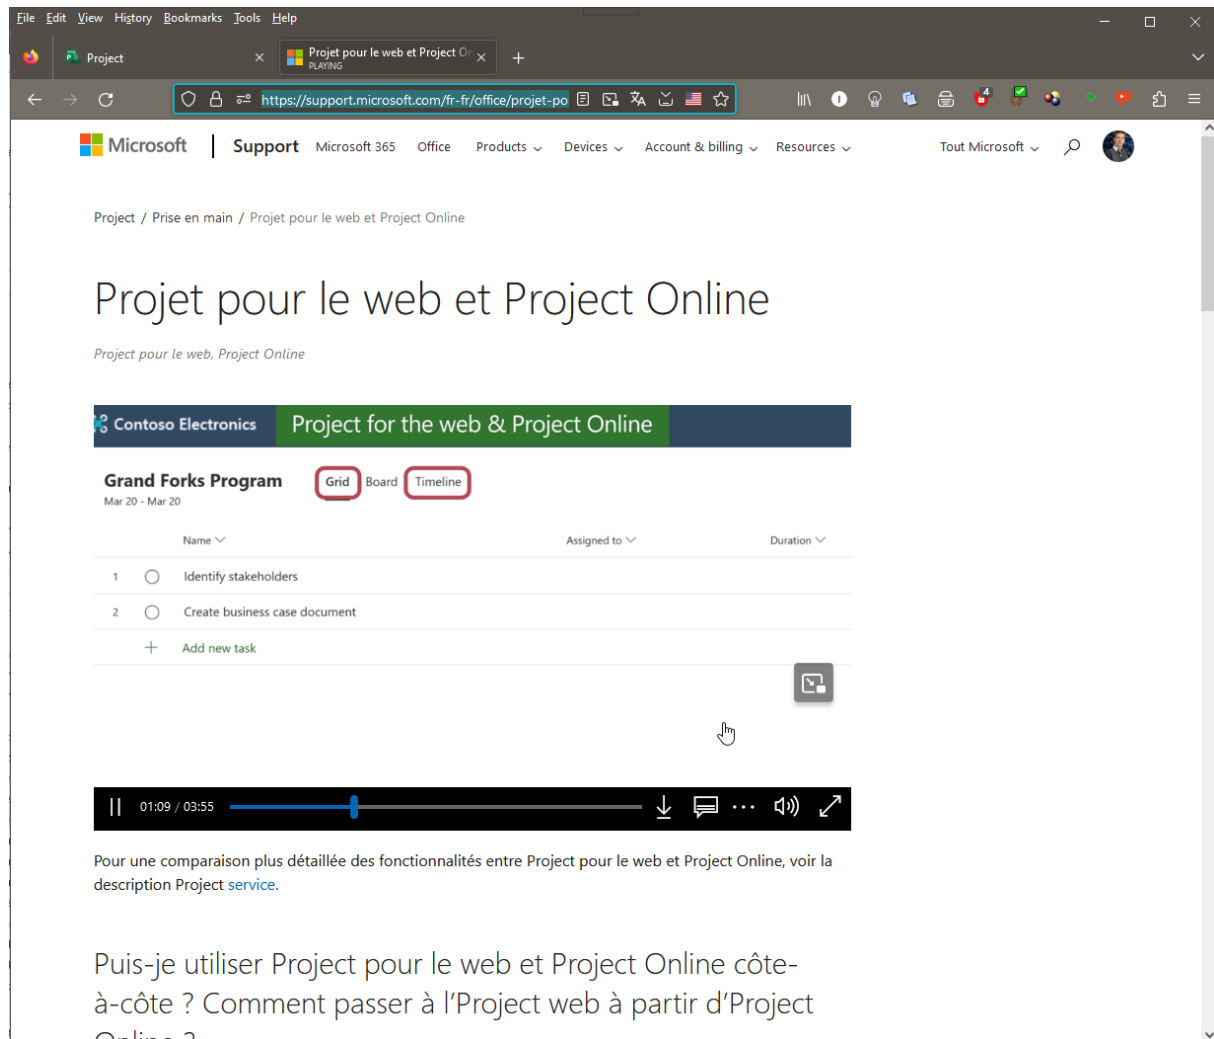 File Edit View History Bookmarks Tools Help
Project
Projet pour le web et Project On
PLAYING
https://support.microsoft.com/fr-fr/office/projet-po
4
Microsoft | Support Microsoft 365 Office Products Devices Account & billing Resources Tout Microsoft
Project / Prise en main / Projet pour le web et Project Online
Projet pour le web et Project Online
Project pour le web, Project Online
Contoso Electronics Project for the web & Project Online
Grand Forks Program Grid Board Timeline
Mar 20 - Mar 20
Name Assigned to Duration
1 Identify stakeholders
2 Create business case document
Add new task
01:09 / 03:55
Pour une comparaison plus détaillée des fonctionnalités entre Project pour le web et Project Online, voir la
description Project service.
Puis-je utiliser Project pour le web et Project Online côte-
à-côte ? Comment passer à l’Project web à partir d’Project
Online ?